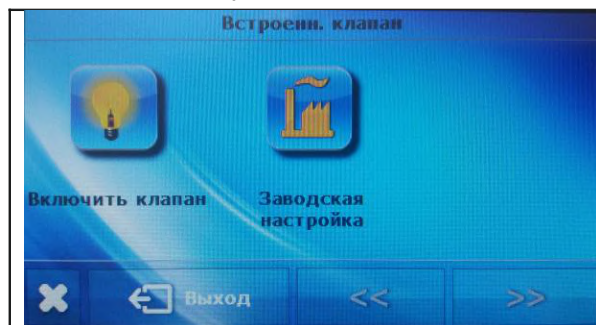 Встроенн. клапан
Включить клапан
Заводская
настройка
Выход
<<
>>